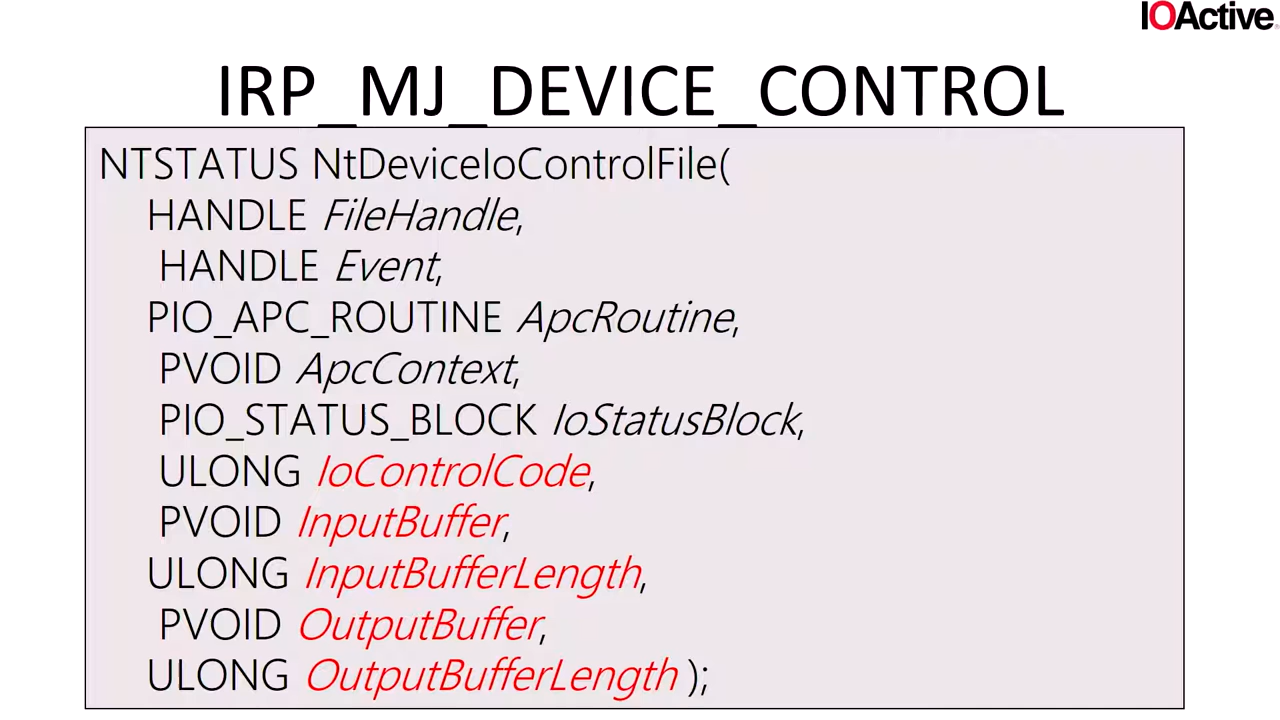 IOActive
IRP_MJ_DEVICE_CONTROL
NTSTATUS NtDeviceIoControlFile(
HANDLE FileHandle,
HANDLE Event,
PIO_APC_ROUTINE ApcRoutine,
PVOID ApcContext,
PIO_STATUS_BLOCK IoStatusBlock,
ULONG IoControlCode,
PVOID InputBuffer,
ULONG InputBufferLength,
PVOID OutputBuffer,
ULONG OutputBufferLength );